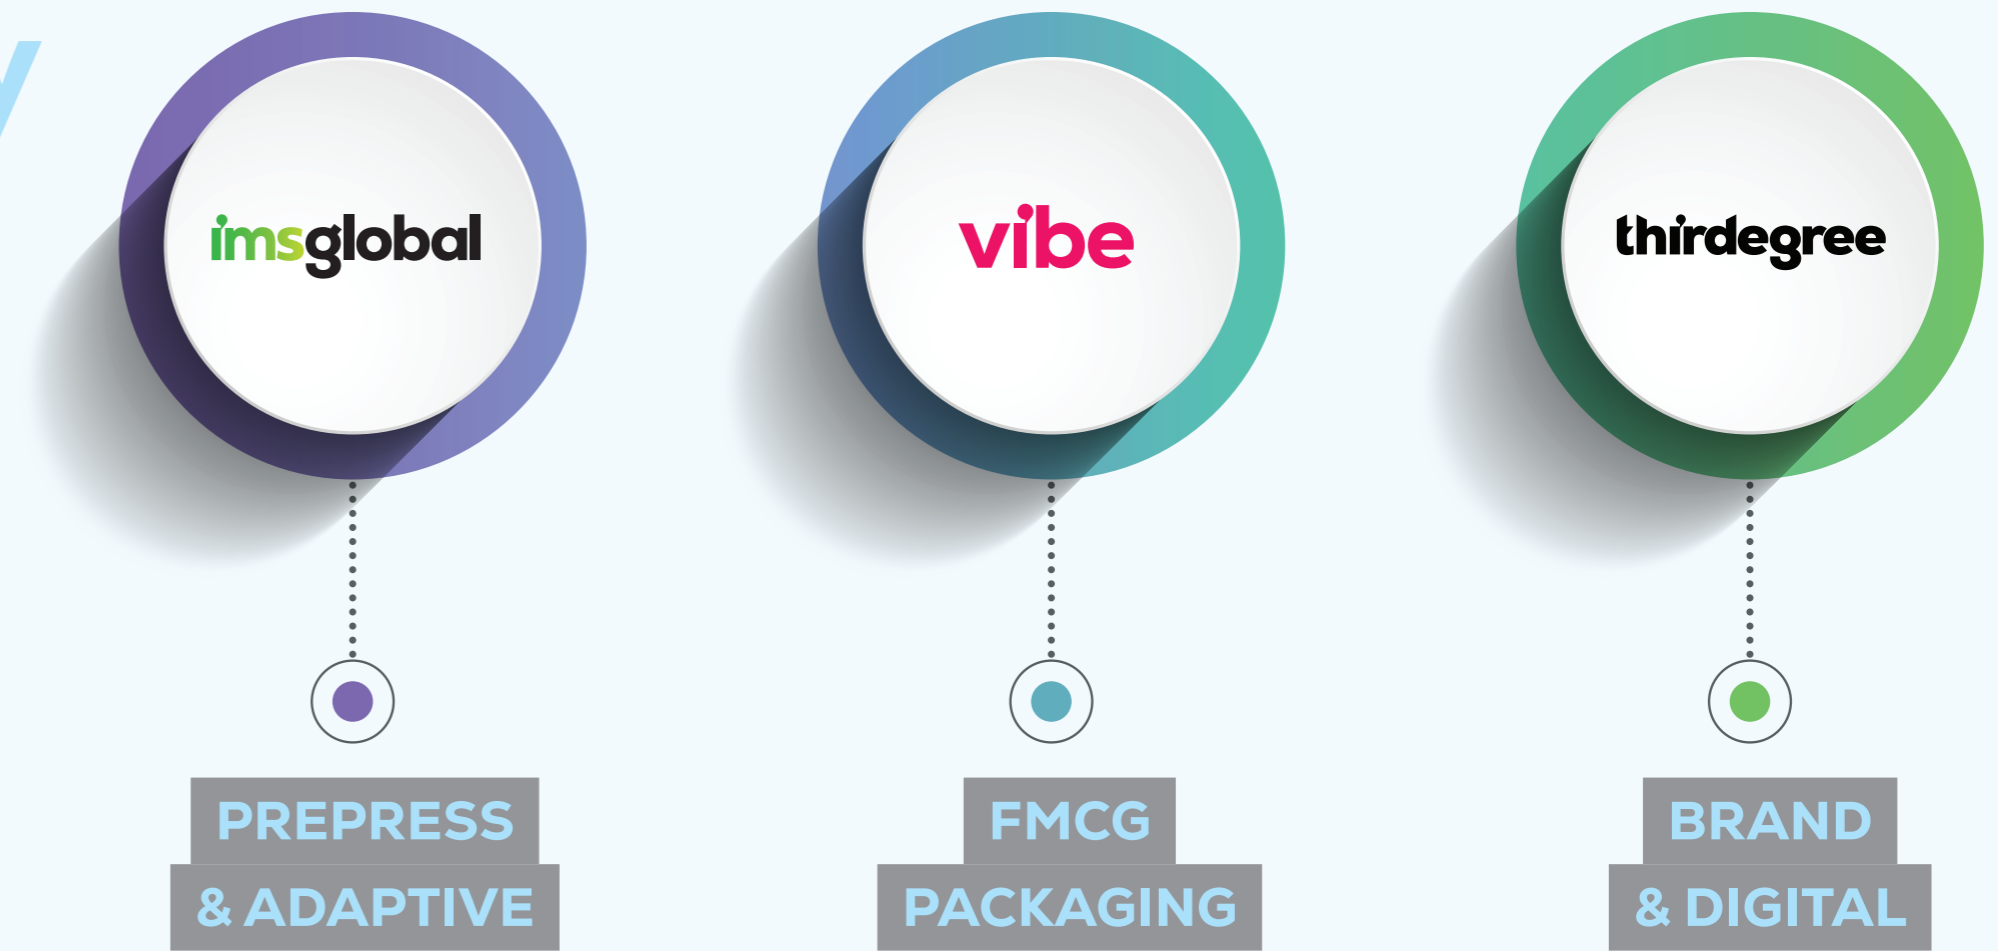 imsglobal
vibe
thirdegree
PREPRESS
& ADAPTIVE
FMCG
PACKAGING
BRAND
& DIGITAL